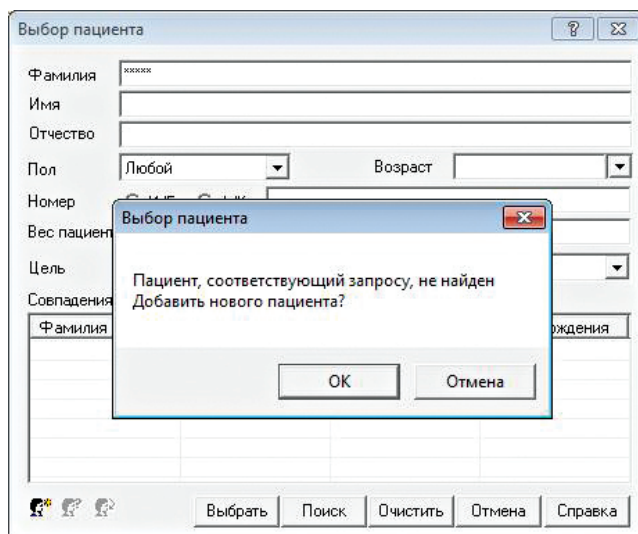 Выбор пациента
Фамилия *****
Имя
Отчество
Пол Любой Возраст
Номер
Вес пациент
Цель
Выбор пациента
Пациент, соответствующий запросу, не найден
Добавить нового пациента?
ОК Отмена
Совпадения
Фамилия ождения
Выбрать Поиск Очистить Отмена Справка